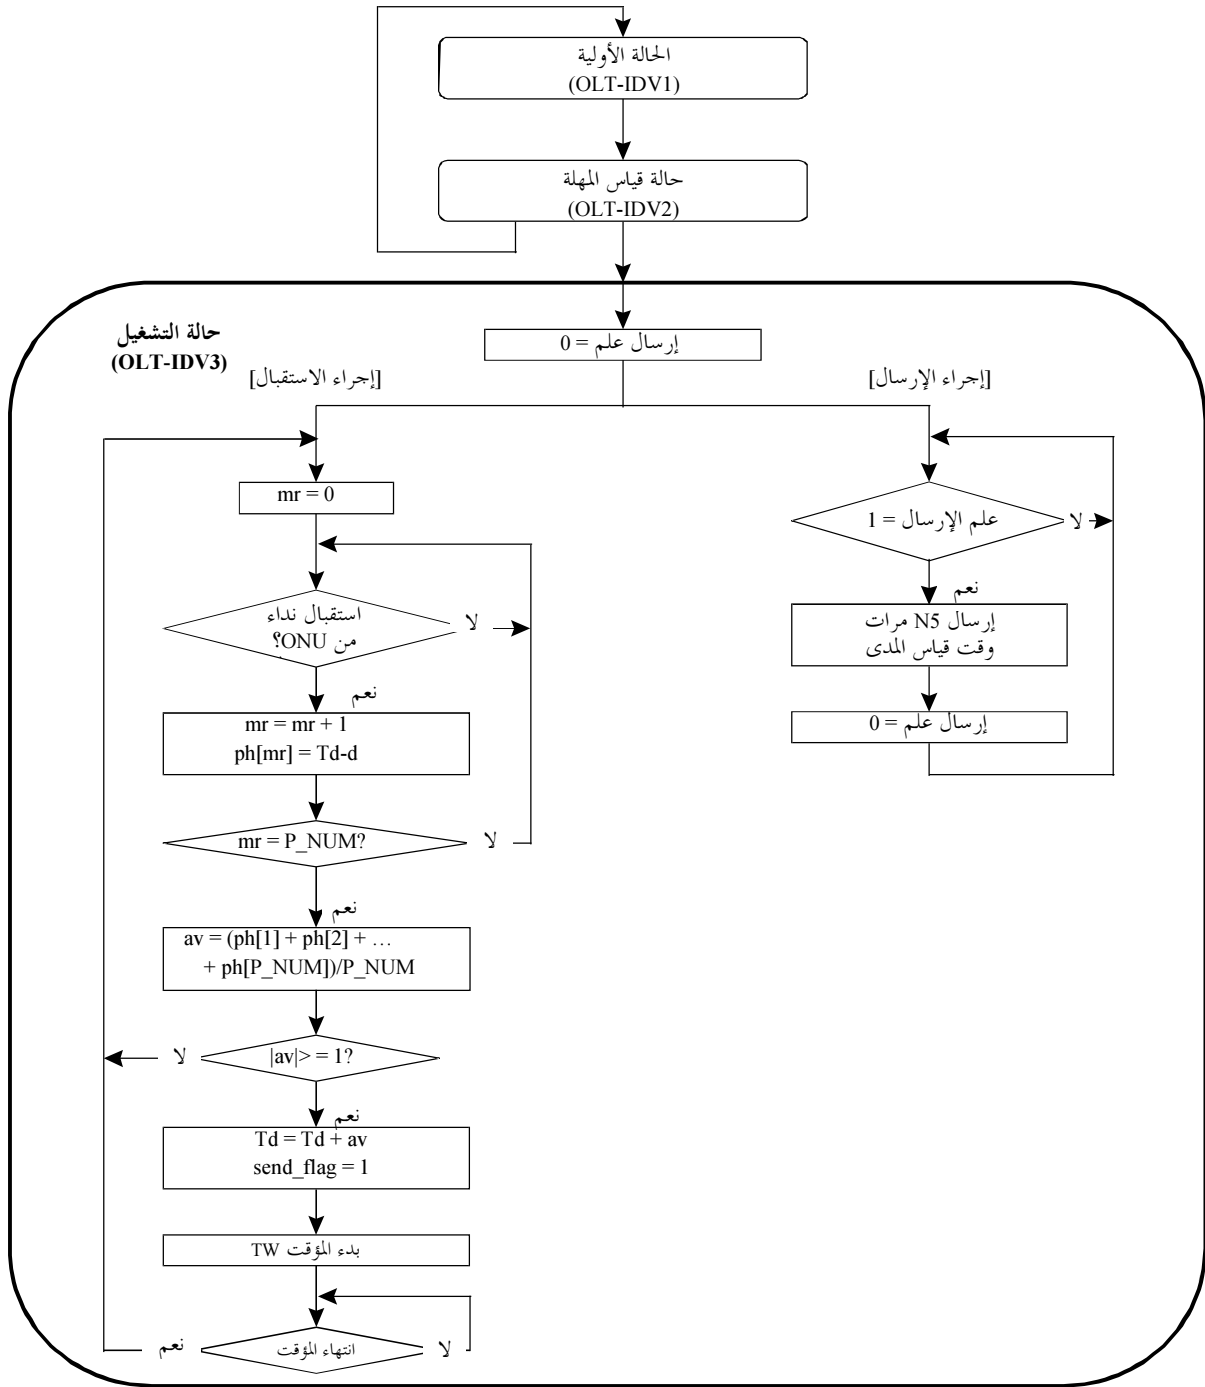 الحالة الأولية
(OLT-IDV1)
حالة قياس المهلة
(OLT-IDV2)
حالة التشغيل
(OLT-IDV3)
إرسال علم = 0
[إجراء الاستقبال]
[إجراء الإرسال]
mr = 0
علم الإرسال = 1
لا
نعم
إرسال N5 مرات
وقت قياس المدى
إرسال علم = 0
استقبال نداء
من ONU؟
لا
نعم
mr = mr + 1
ph[mr] = Td-d
mr = P_NUM?
لا
نعم
av = (ph[1] + ph[2] + …
+ ph[P_NUM])/P_NUM
|av|> = 1?
لا
نعم
Td = Td + av
send_flag = 1
بدء المؤقت TW
انتهاء المؤقت
لا
نعم